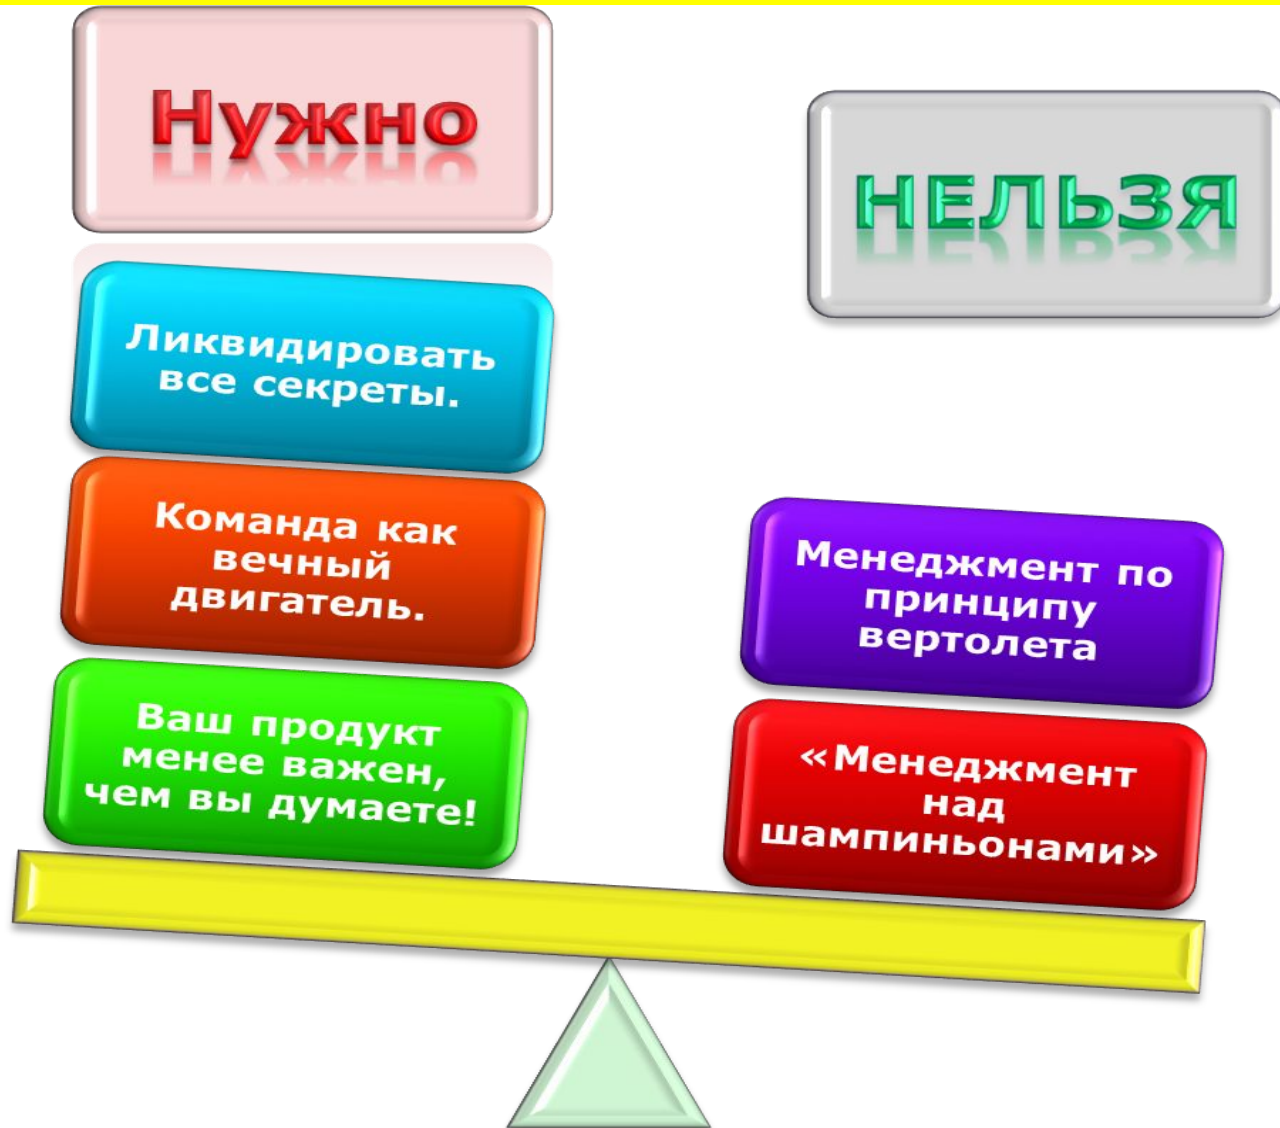 Нужно
Ликвидировать
все секреты.
Команда как
вечный
двигатель.
Ваш продукт
менее важен,
чем вы думаете!
НЕЛЬЗЯ
Менеджмент по
принципу
вертолета
«Менеджмент
над
шампиньонами»